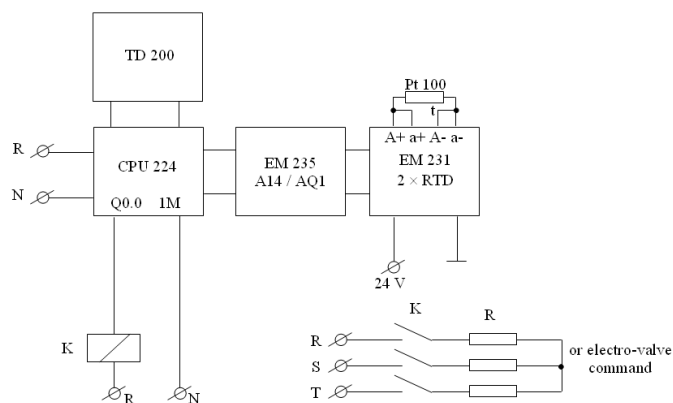 TD 200
Pt 100
t
A+ a+ A- a-
R
CPU 224
EM 235
A14 / AQ1
EM 231
2 × RTD
N
Q0.0 1M
24 V
K R
K
R
S
T
or electro-valve
command
R
N